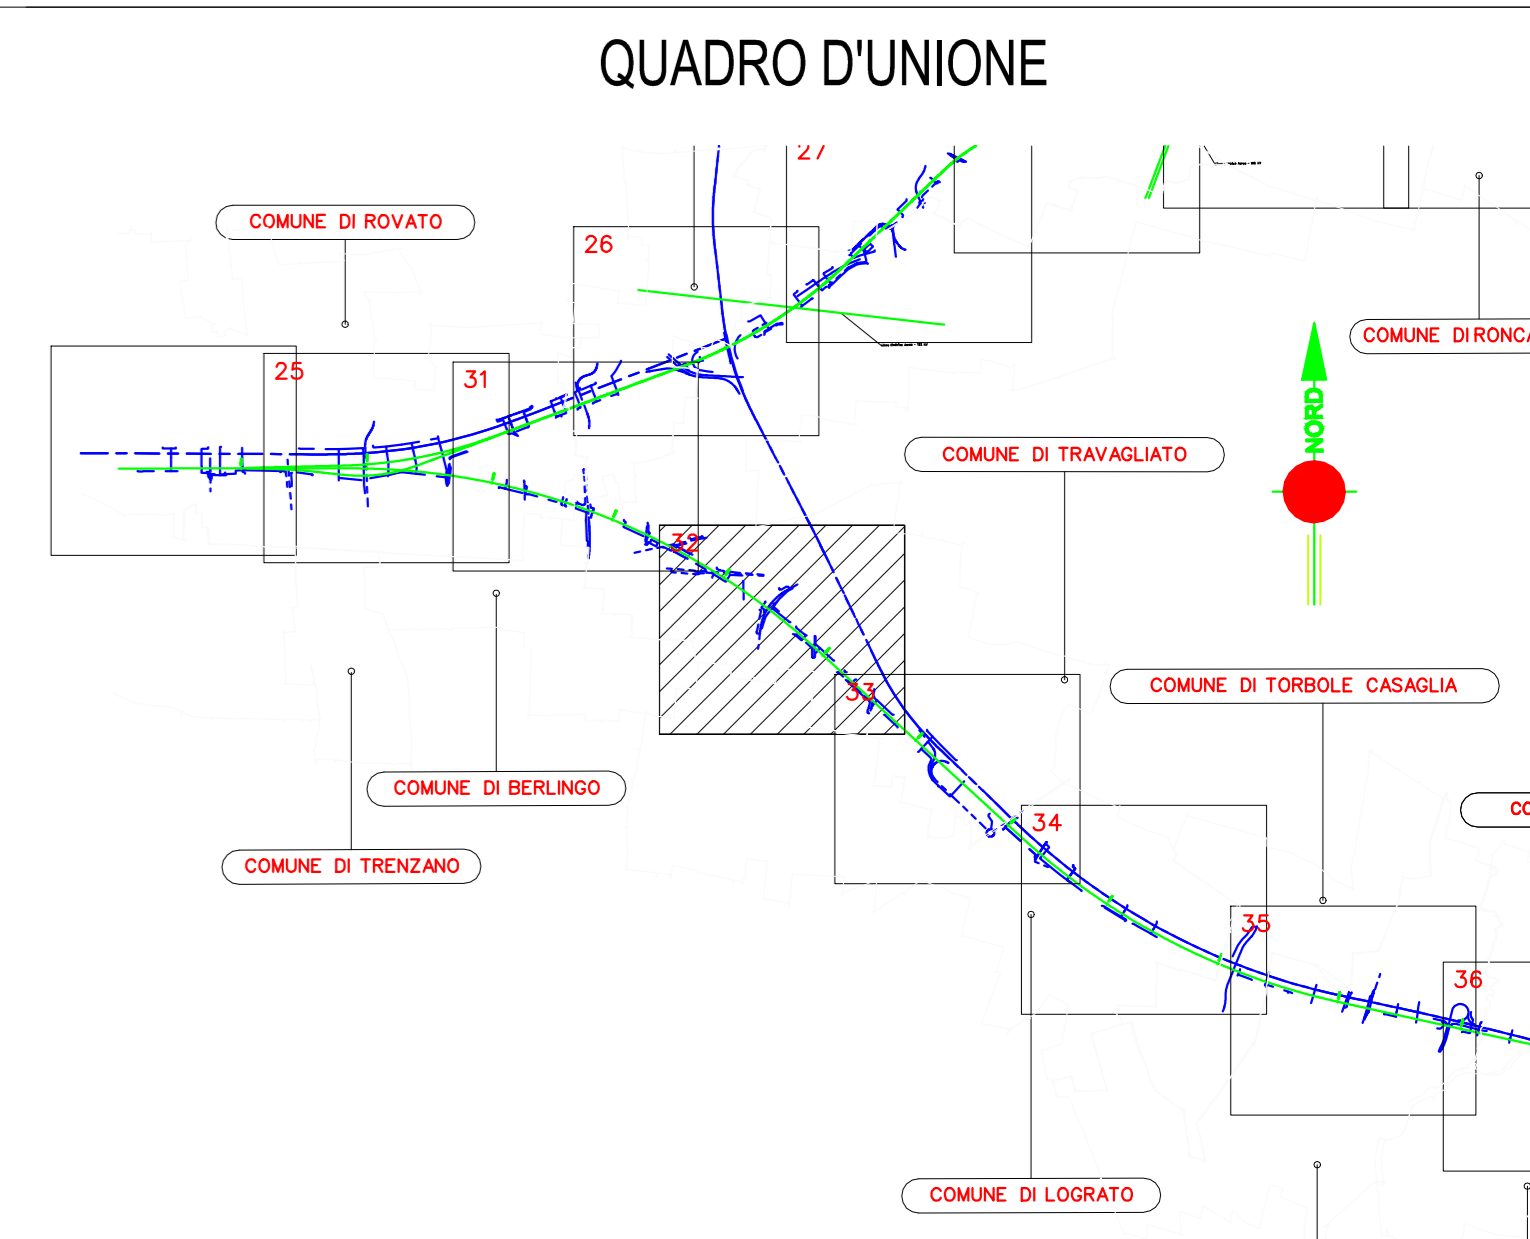 QUADRO D'UNIONE
27
COMUNE DI ROVATO
26
COMUNE DI RONCA
25
31
NORD
COMUNE DI TRAVAGLIATO
32
33
COMUNE DI TORBOLE CASAGLIA
COMUNE DI BERLINGO
CO
34
COMUNE DI TRENZANO
35
36
COMUNE DI LOGRATO